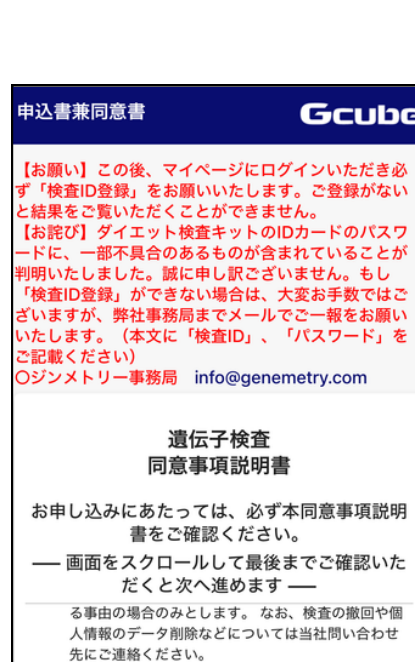 申込書兼同意書 Gcube
【お願い】この後、マイページにログインいただき必
ず「検査ID登録」をお願いいたします。ご登録がない
と結果をご覧いただくことができません。
【お詫び】ダイエット検査キットのIDカードのパスワ
ードに、一部不具合のあるものが含まれていることが
判明いたしました。誠に申し訳ございません。もし
「検査ID登録」ができない場合は、大変お手数ではご
ざいますが、弊社事務局までメールでご一報をお願い
いたします。（本文に「検査ID」、「パスワード」を
ご記載ください）
〇ジンメトリー事務局 info@genemetry.com
遺伝子検査
同意事項説明書
お申し込みにあたっては、必ず本同意事項説明
書をご確認ください。
── 画面をスクロールして最後までご確認いた
だくと次へ進めます ──
る事由の場合のみとします。 なお、検査の撤回や個
人情報のデータ削除などについては当社問い合わせ
先にご連絡ください。